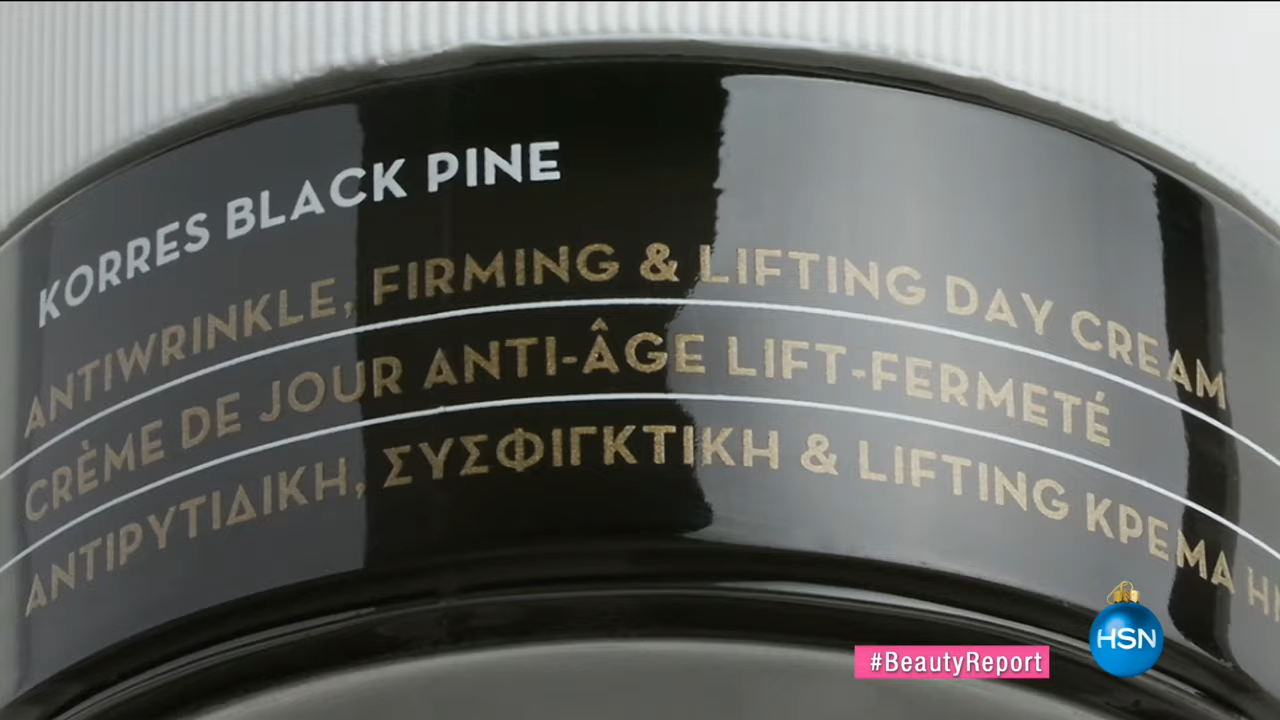 KORRES BLACK PINE
ANTIWRINKLE, FIRMING & LIFTING DAY CREAM
CRÈME DE JOUR ANTI-ÂGE LIFT-FERMETÉ
ΑΝΤΙΡΥΤΙΔΙΚΗ, ΣΥΣΦΙΓΚΤΙΚΗ & LIFTING ΚΡΕΜΑ
HSN
#BeautyReport